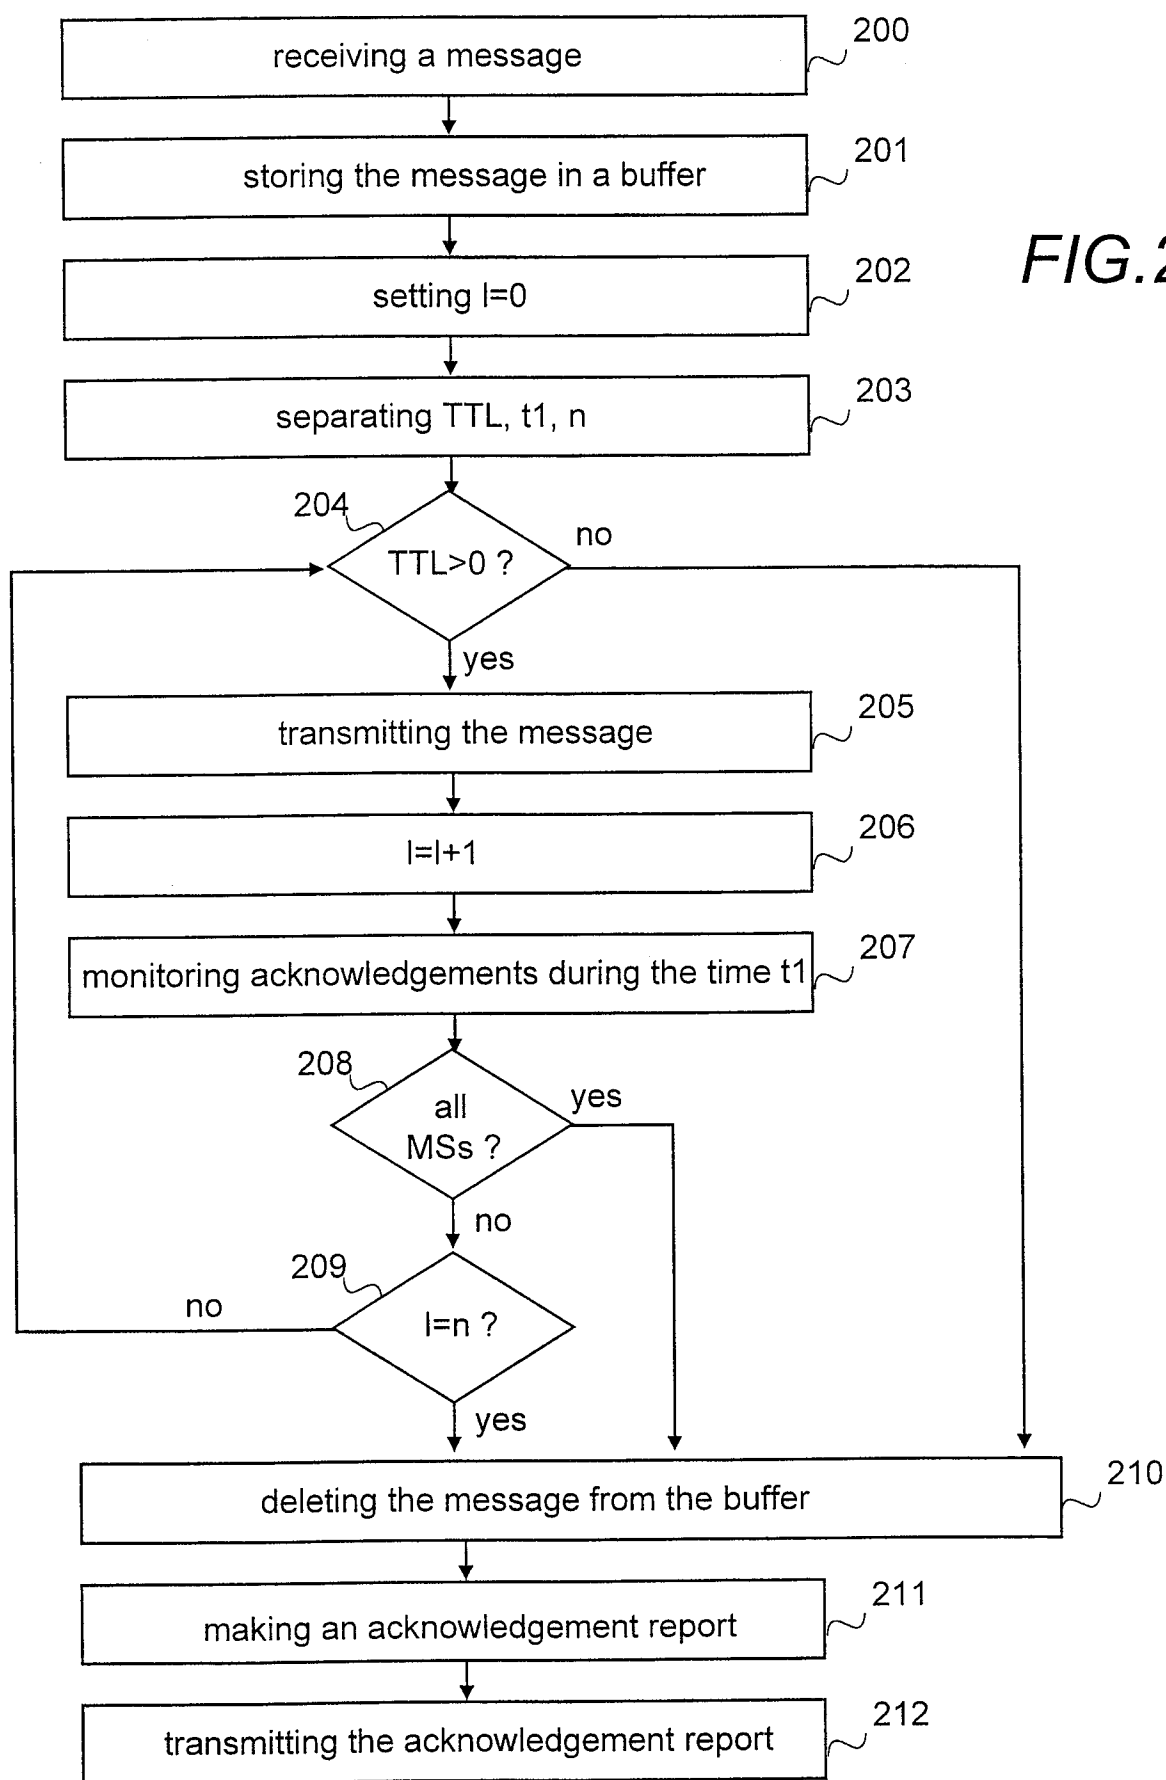 receiving a message
200
storing the message in a buffer
201
FIG.2
setting I=0
202
separating TTL, t1, n
203
204
TTL>0 ?
no
yes
transmitting the message
205
I=I+1
206
monitoring acknowledgements during the time t1
207
208
all
MSs ?
yes
no
209
I=n ?
no
yes
deleting the message from the buffer
210
making an acknowledgement report
211
transmitting the acknowledgement report
212